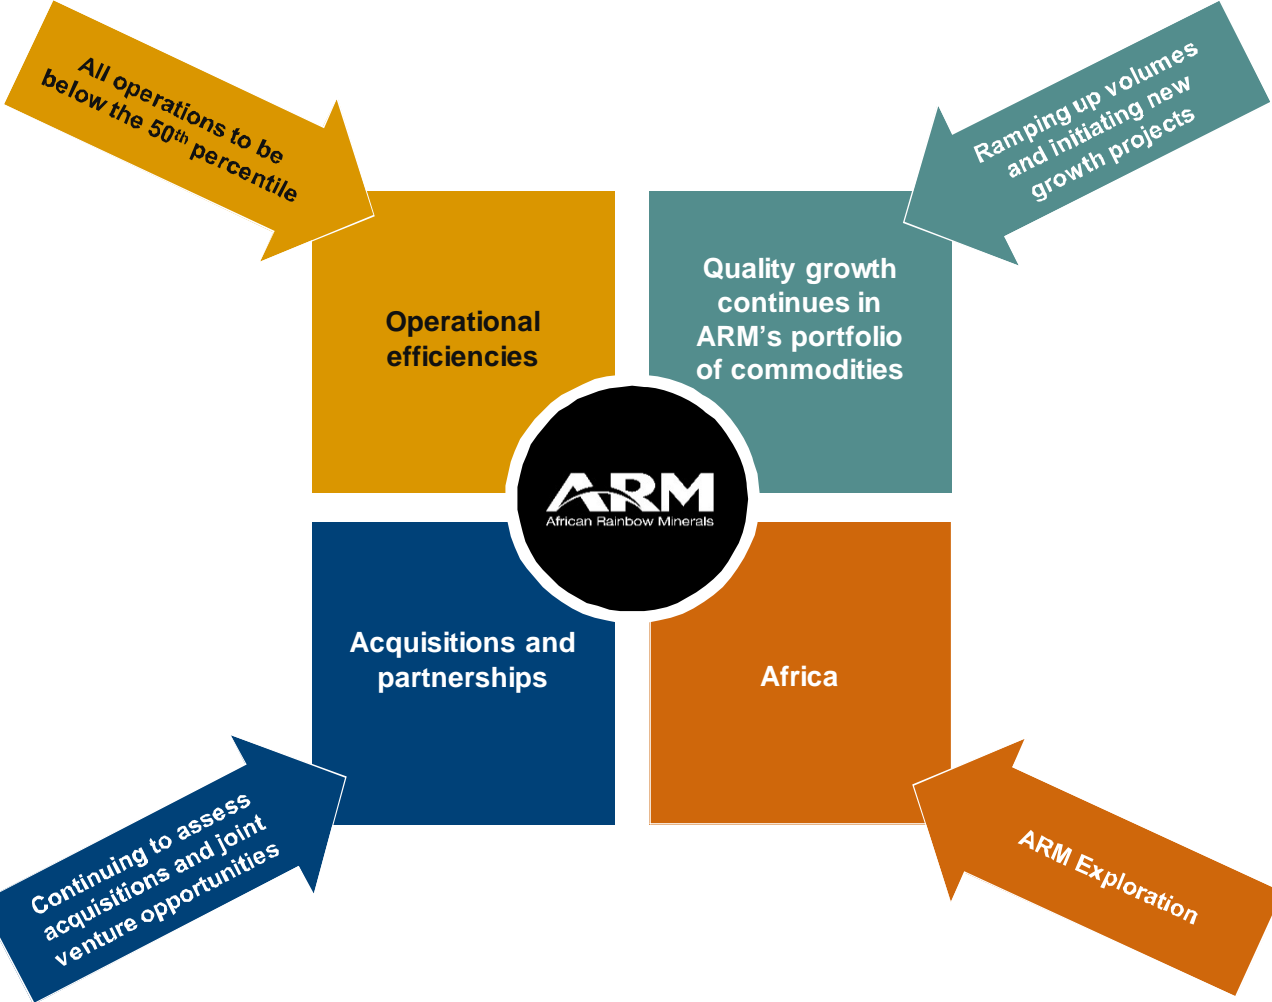 All operations to be
below the 50th percentile
Ramping up volumes
and initiating new
growth projects
Operational
efficiencies
Quality growth
continues in
ARM's portfolio
of commodities
ARM
African Rainbow Minerals
Acquisitions and
partnerships
Africa
Continuing to assess
acquisitions and joint
venture opportunities
ARM Exploration